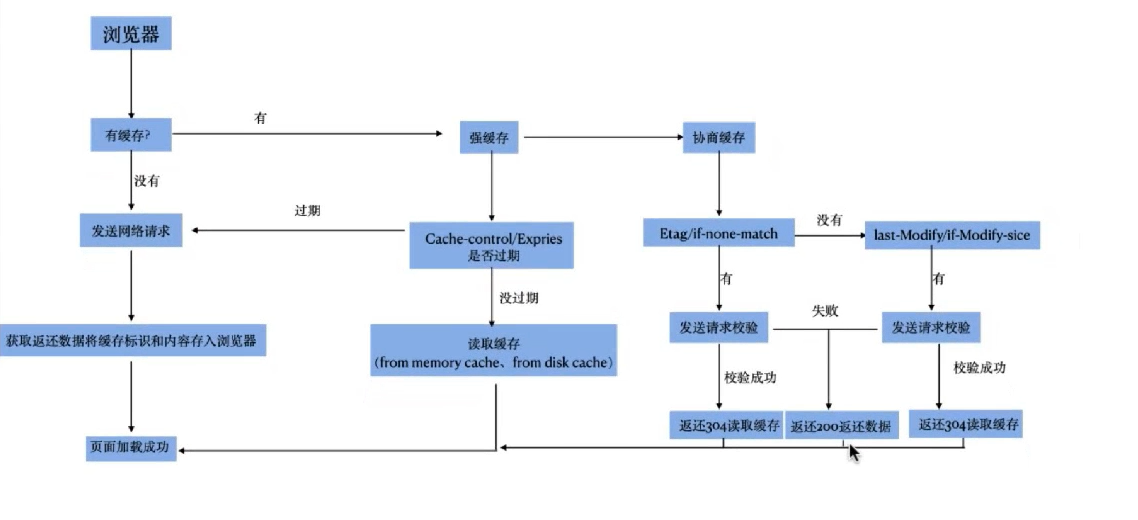 浏览器
有
有缓存?
强缓存
协商缓存
没有
过期
发送网络请求
Cache-control/Expries
是否过期
Etag/if-none-match
没有
last-Modify/if-Modify-sice
没过期
有
有
失败
发送请求校验
发送请求校验
获取返还数据将缓存标识和内容存入浏览器
读取缓存
(from memory cache、from disk cache)
校验成功
校验成功
返还304读取缓存
返还200返还数据
返还304读取缓存
页面加载成功